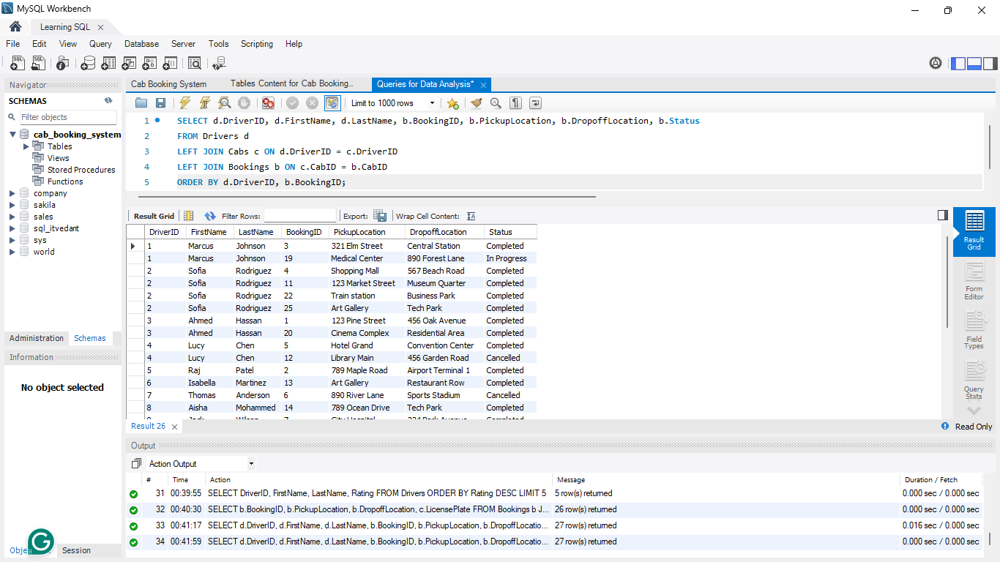 MySQL Workbench
Learning SQL
File Edit View Query Database Server Tools Scripting Help
Navigator
SCHEMAS
Filter objects
cab_booking_system
Tables
Views
Stored Procedures
Functions
company
sakila
sales
sql_itvedant
sys
world
Administration Schemas
Information
No object selected
Session
Cab Booking System Tables Content for Cab Booking... Queries for Data Analysis*
Limit to 1000 rows
1 SELECT d.DriverID, d.FirstName, d.LastName, b.BookingID, b.PickupLocation, b.DropoffLocation, b.Status
2 FROM Drivers d
3 LEFT JOIN Cabs c ON d.DriverID = c.DriverID
4 LEFT JOIN Bookings b ON c.CabID = b.CabID
5 ORDER BY d.DriverID, b.BookingID;
Result Grid Filter Rows: Export: Wrap Cell Content:
DriverID FirstName LastName BookingID PickupLocation DropoffLocation Status
1 Marcus Johnson 3 321 Elm Street Central Station Completed
1 Marcus Johnson 19 Medical Center 890 Forest Lane In Progress
2 Sofia Rodriguez 4 Shopping Mall 567 Beach Road Completed
2 Sofia Rodriguez 11 123 Market Street Museum Quarter Completed
2 Sofia Rodriguez 22 Train station Business Park Completed
2 Sofia Rodriguez 25 Art Gallery Tech Park Completed
3 Ahmed Hassan 1 123 Pine Street 456 Oak Avenue Completed
3 Ahmed Hassan 20 Cinema Complex Residential Area Completed
4 Lucy Chen 5 Hotel Grand Convention Center Completed
4 Lucy Chen 12 Library Main 456 Garden Road Cancelled
5 Raj Patel 2 789 Maple Road Airport Terminal 1 Completed
6 Isabella Martinez 13 Art Gallery Restaurant Row Completed
7 Thomas Anderson 6 890 River Lane Sports Stadium Cancelled
8 Aisha Mohammed 14 789 Ocean Drive Tech Park Completed
Result Grid
Form Editor
Field Types
Query Stats
Result 26
Read Only
Output
Action Output
# Time Action Message Duration / Fetch
31 00:39:55 SELECT DriverID, FirstName, LastName, Rating FROM Drivers ORDER BY Rating DESC LIMIT 5 5 row(s) returned 0.000 sec / 0.000 sec
32 00:40:30 SELECT b.BookingID, b.PickupLocation, b.DropoffLocation, c.LicensePlate FROM Bookings b J... 26 row(s) returned 0.000 sec / 0.000 sec
33 00:41:17 SELECT d.DriverID, d.FirstName, d.LastName, b.BookingID, b.PickupLocation, b.DropoffLocatio... 27 row(s) returned 0.016 sec / 0.000 sec
34 00:41:59 SELECT d.DriverID, d.FirstName, d.LastName, b.BookingID, b.PickupLocation, b.DropoffLocatio... 27 row(s) returned 0.000 sec / 0.000 sec